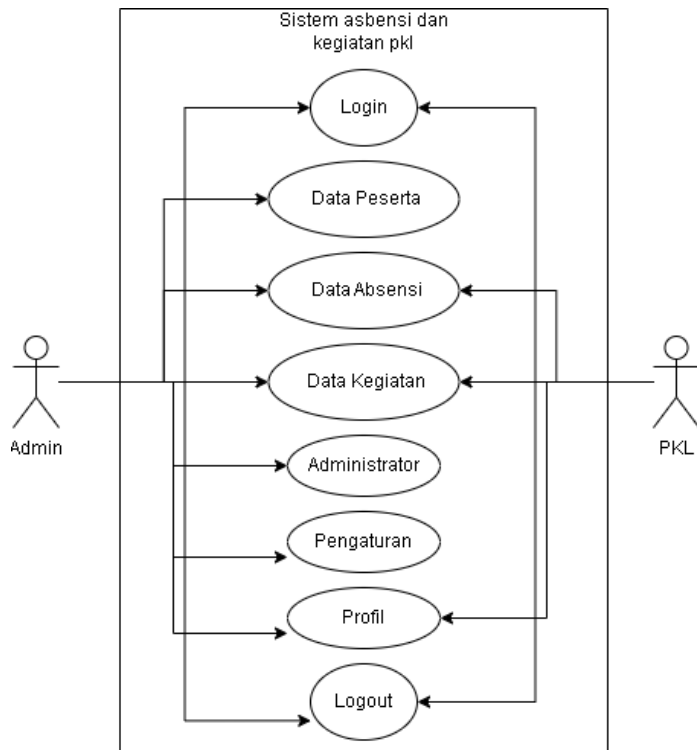 Sistem asbensi dan
kegiatan pkl
Login
Data Peserta
Data Absensi
Data Kegiatan
Admin
PKL
Administrator
Pengaturan
Profil
Logout